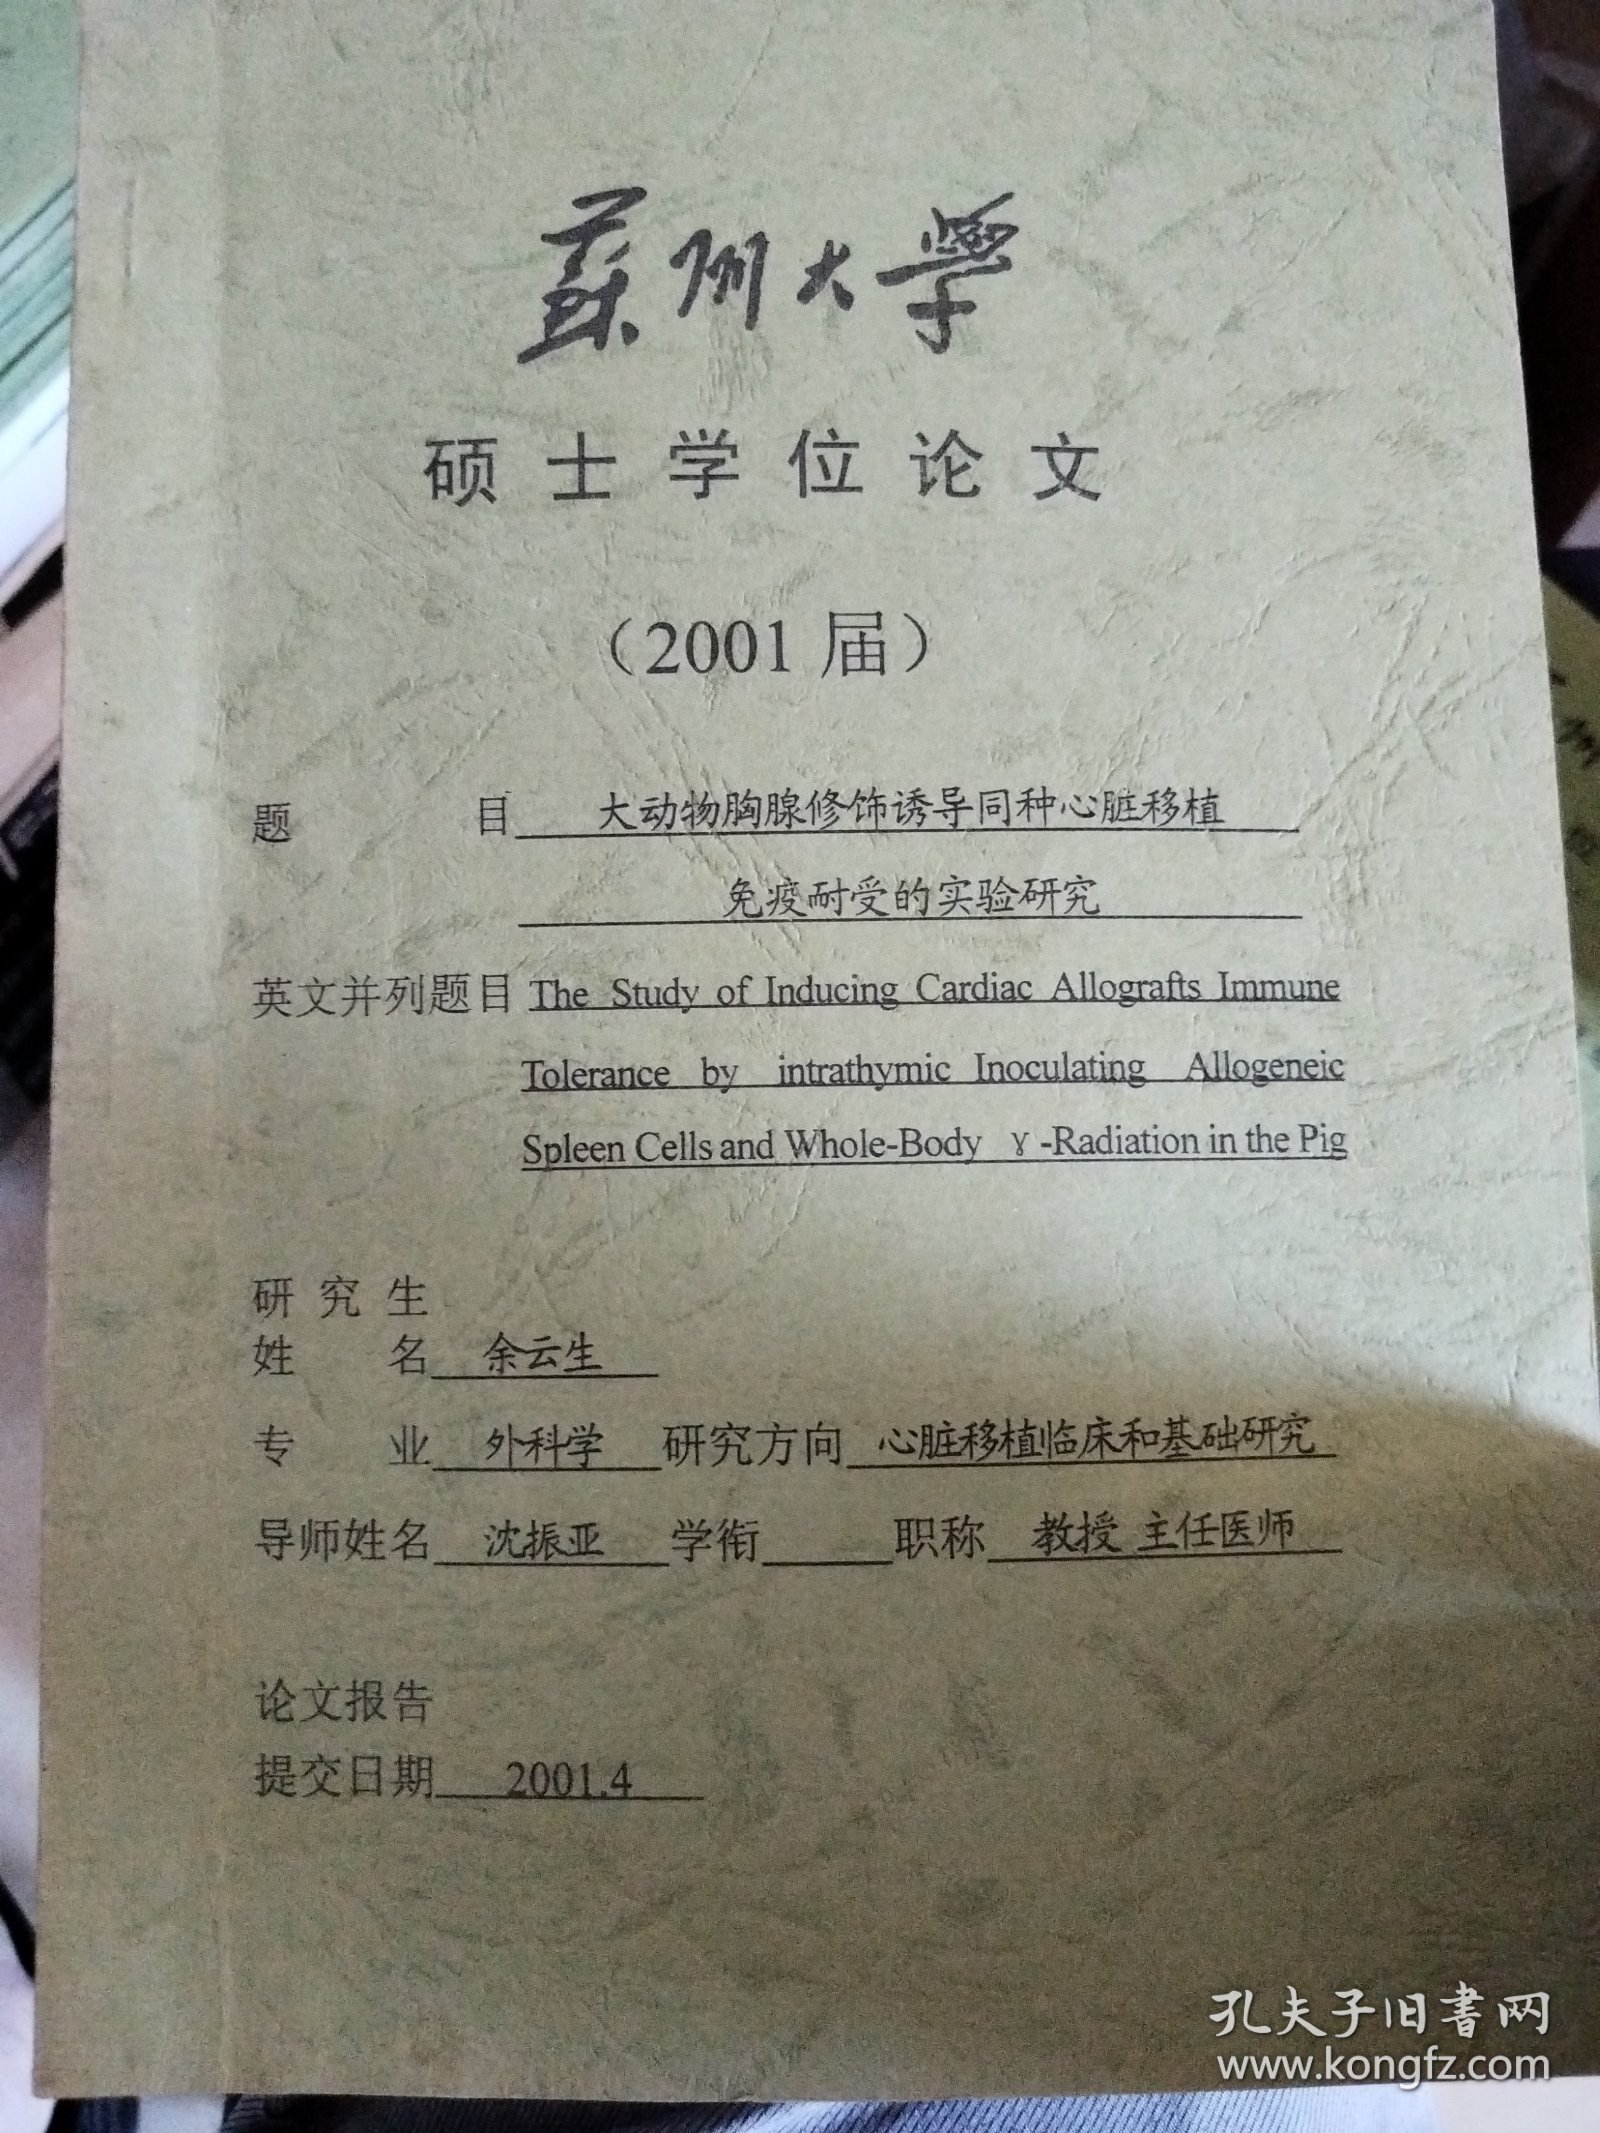 蘇州大學
硕士学位论文
（2001 届）
题目 大动物胸腺修饰诱导同种心脏移植
免疫耐受的实验研究
英文并列题目 The Study of Inducing Cardiac Allografts Immune
Tolerance by intrathymic Inoculating Allogeneic
Spleen Cells and Whole-Body γ-Radiation in the Pig
研究生
姓名 余云生
专业 外科学 研究方向 心脏移植临床和基础研究
导师姓名 沈振亚 学衔 职称 教授 主任医师
论文报告
提交日期 2001.4
孔夫子旧書网
www.kongfz.com